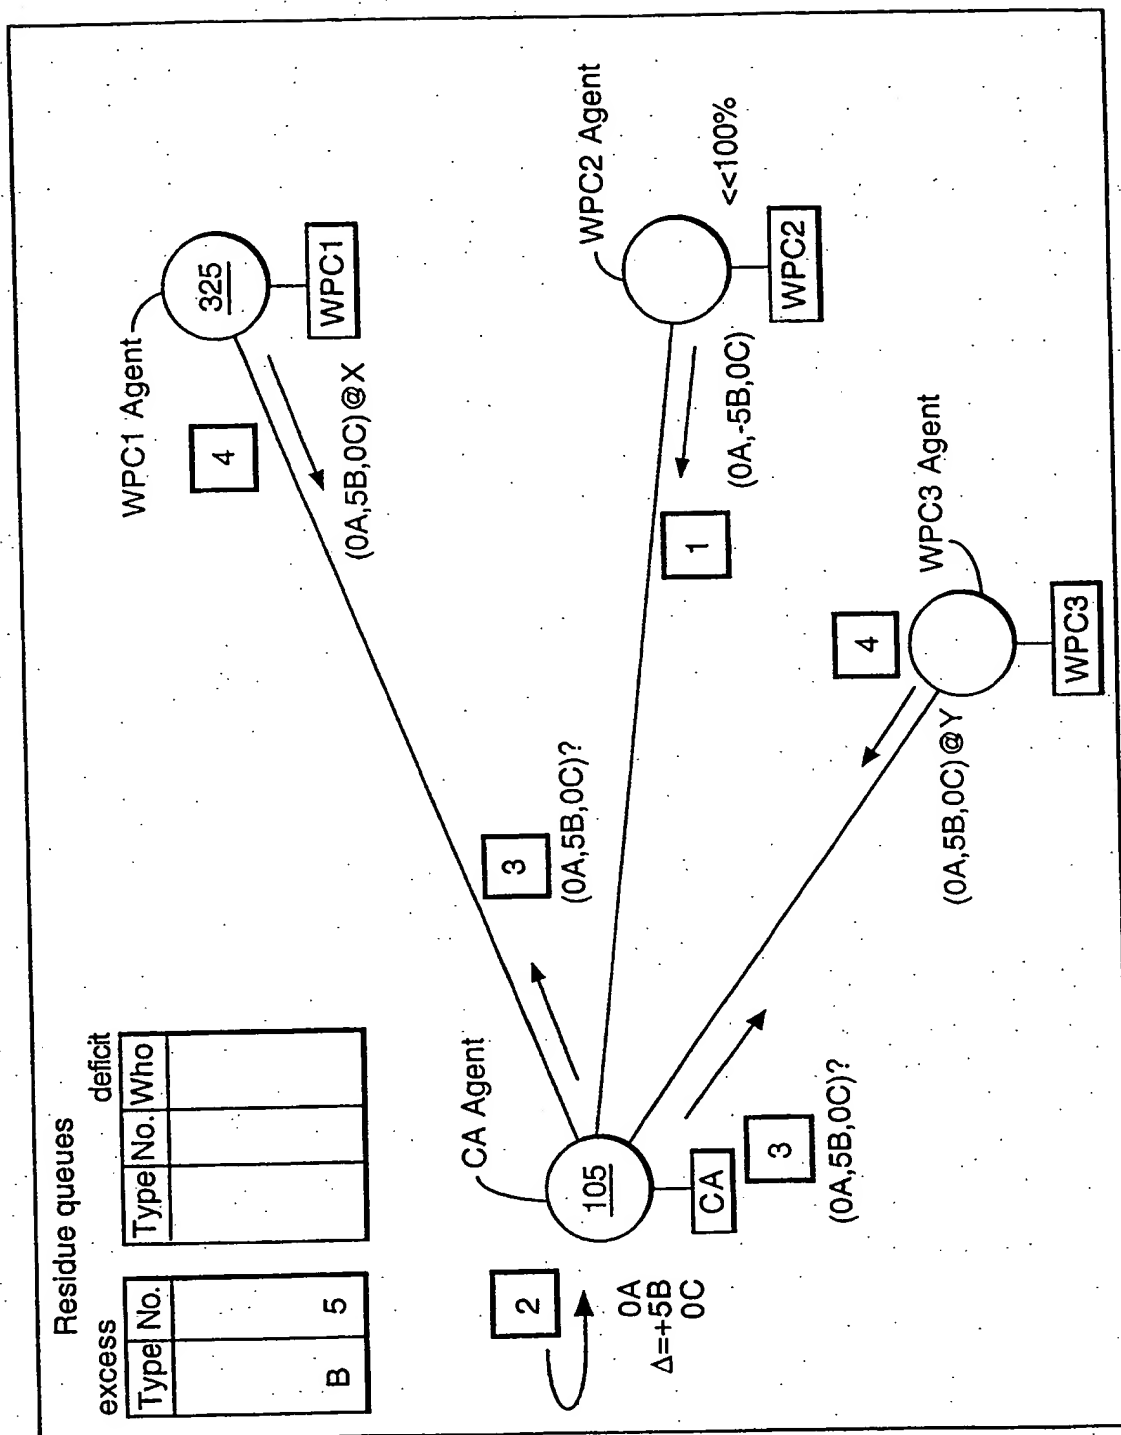 Residue queues
excess
Type No.
B 5
deficit
Type No. Who
WPC1 Agent
325
WPC1
4
(0A,5B,0C)@X
WPC2 Agent
<<100%
WPC2
(0A,-5B,0C)
1
3
(0A,5B,0C)?
CA Agent
105
CA
2
0A
Δ=+5B
0C
3
(0A,5B,0C)?
WPC3 Agent
4
WPC3
(0A,5B,0C)@Y